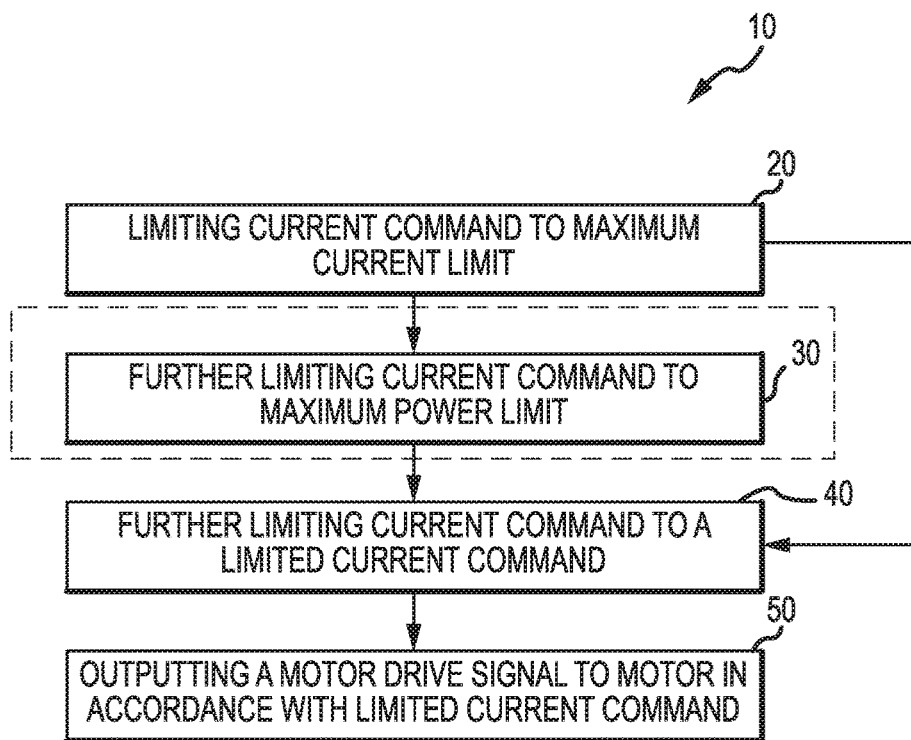 10
20
LIMITING CURRENT COMMAND TO MAXIMUM
CURRENT LIMIT
FURTHER LIMITING CURRENT COMMAND TO
MAXIMUM POWER LIMIT
30
40
FURTHER LIMITING CURRENT COMMAND TO A
LIMITED CURRENT COMMAND
50
OUTPUTTING A MOTOR DRIVE SIGNAL TO MOTOR IN
ACCORDANCE WITH LIMITED CURRENT COMMAND